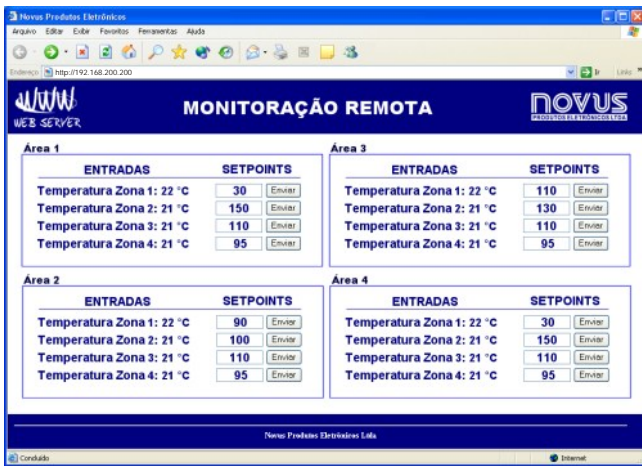 Novus Produtos Eletrônicos
Arquivo Editar Exibir Favoritos Ferramentas Ajuda
Endereço http://192.168.200.200 Ir Links
WWW
WEB SERVER
MONITORAÇÃO REMOTA
NOVUS
PRODUTOS ELETRÔNICOS LTDA
Área 1
ENTRADAS SETPOINTS
Temperatura Zona 1: 22 °C 30 Enviar
Temperatura Zona 2: 21 °C 150 Enviar
Temperatura Zona 3: 21 °C 110 Enviar
Temperatura Zona 4: 21 °C 95 Enviar
Área 3
ENTRADAS SETPOINTS
Temperatura Zona 1: 22 °C 110 Enviar
Temperatura Zona 2: 21 °C 130 Enviar
Temperatura Zona 3: 21 °C 110 Enviar
Temperatura Zona 4: 21 °C 95 Enviar
Área 2
ENTRADAS SETPOINTS
Temperatura Zona 1: 22 °C 90 Enviar
Temperatura Zona 2: 21 °C 100 Enviar
Temperatura Zona 3: 21 °C 110 Enviar
Temperatura Zona 4: 21 °C 95 Enviar
Área 4
ENTRADAS SETPOINTS
Temperatura Zona 1: 22 °C 30 Enviar
Temperatura Zona 2: 21 °C 150 Enviar
Temperatura Zona 3: 21 °C 110 Enviar
Temperatura Zona 4: 21 °C 95 Enviar
Novus Produtos Eletrônicos Ltda
Concluído Internet